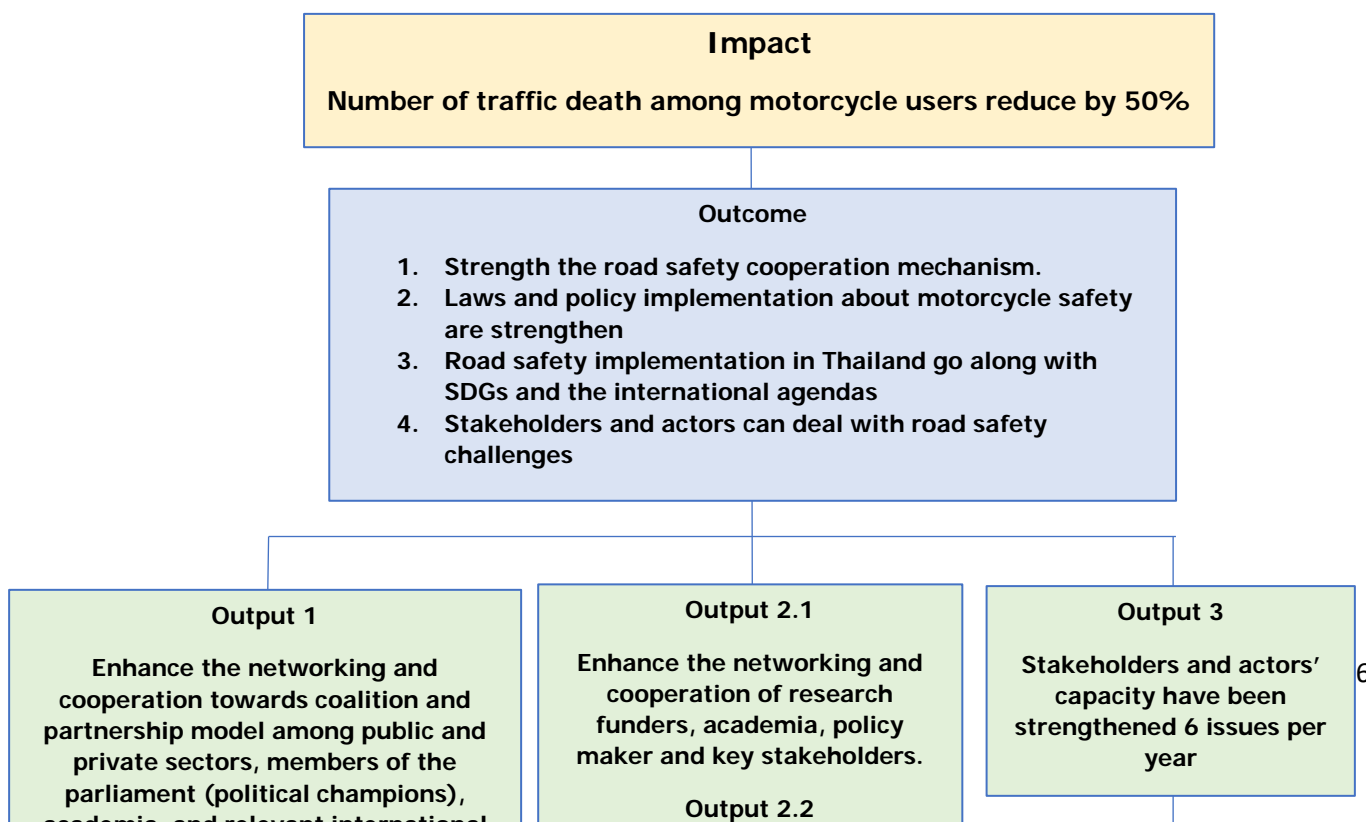 Impact
Number of traffic death among motorcycle users reduce by 50%
Outcome
1. Strength the road safety cooperation mechanism.
2. Laws and policy implementation about motorcycle safety
are strengthen
3. Road safety implementation in Thailand go along with
SDGs and the international agendas
4. Stakeholders and actors can deal with road safety
challenges
Output 1
Enhance the networking and
cooperation towards coalition and
partnership model among public and
private sectors, members of the
parliament (political champions),
academia, and relevant international
Output 2.1
Enhance the networking and
cooperation of research
funders, academia, policy
maker and key stakeholders.
Output 2.2
Output 3
Stakeholders and actors’
capacity have been
strengthened 6 issues per
year
6